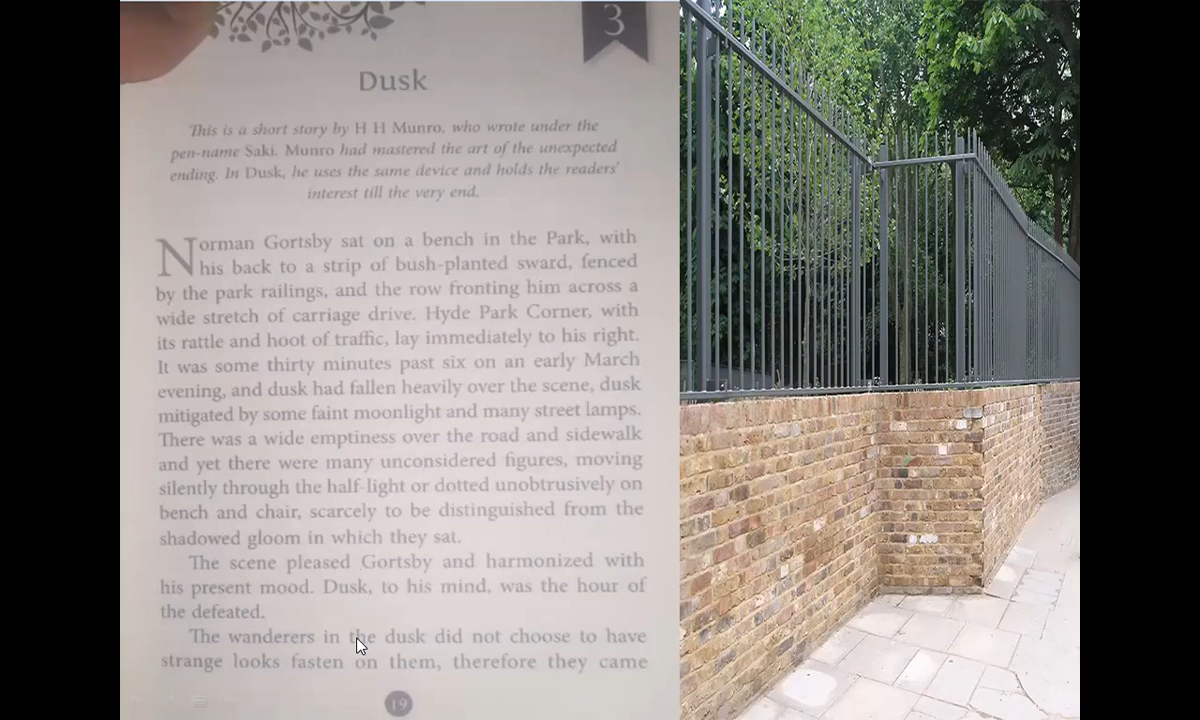 3
Dusk
This is a short story by H H Munro, who wrote under the
pen-name Saki. Munro had mastered the art of the unexpected
ending. In Dusk, he uses the same device and holds the readers'
interest till the very end.
Norman Gortsby sat on a bench in the Park, with
his back to a strip of bush-planted sward, fenced
by the park railings, and the row fronting him across a
wide stretch of carriage drive. Hyde Park Corner, with
its rattle and hoot of traffic, lay immediately to his right.
It was some thirty minutes past six on an early March
evening, and dusk had fallen heavily over the scene, dusk
mitigated by some faint moonlight and many street lamps.
There was a wide emptiness over the road and sidewalk
and yet there were many unconsidered figures, moving
silently through the half-light or dotted unobtrusively on
bench and chair, scarcely to be distinguished from the
shadowed gloom in which they sat.
The scene pleased Gortsby and harmonized with
his present mood. Dusk, to his mind, was the hour of
the defeated.
The wanderers in the dusk did not choose to have
strange looks fasten on them, therefore they came
19